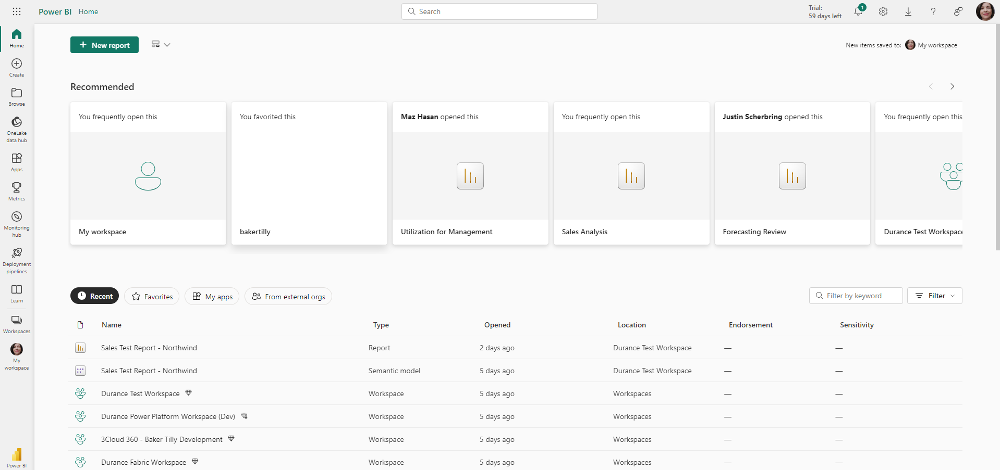 Power BI Home
Search
Trial:
59 days left
1
Home
Create
Browse
OneLake
data hub
Apps
Metrics
Monitoring
hub
Deployment
pipelines
Learn
Workspaces
My
workspace
Power BI
New report
New items saved to: My workspace
Recommended
You frequently open this
My workspace
You favorited this
bakertilly
Maz Hasan opened this
Utilization for Management
You frequently open this
Sales Analysis
Justin Scherbring opened this
Forecasting Review
You frequently open this
Durance Test Workspace
Recent Favorites My apps From external orgs
Filter by keyword Filter
Name Type Opened Location Endorsement Sensitivity
Sales Test Report - Northwind Report 2 days ago Durance Test Workspace — —
Sales Test Report - Northwind Semantic model 5 days ago Durance Test Workspace — —
Durance Test Workspace Workspace 5 days ago Workspaces — —
Durance Power Platform Workspace (Dev) Workspace 5 days ago Workspaces — —
3Cloud 360 - Baker Tilly Development Workspace 5 days ago Workspaces — —
Durance Fabric Workspace Workspace 5 days ago Workspaces — —